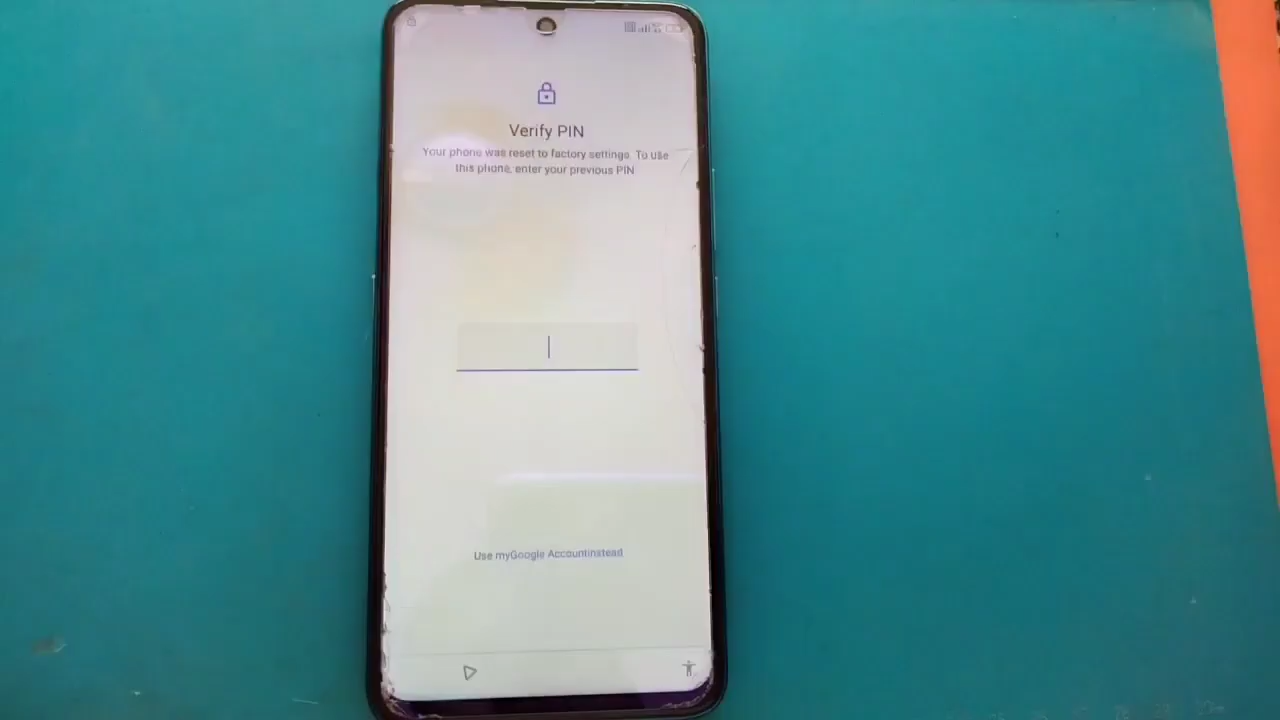 Verify PIN
Your phone was reset to factory settings. To use
this phone, enter your previous PIN
Use myGoogle Accountinstead